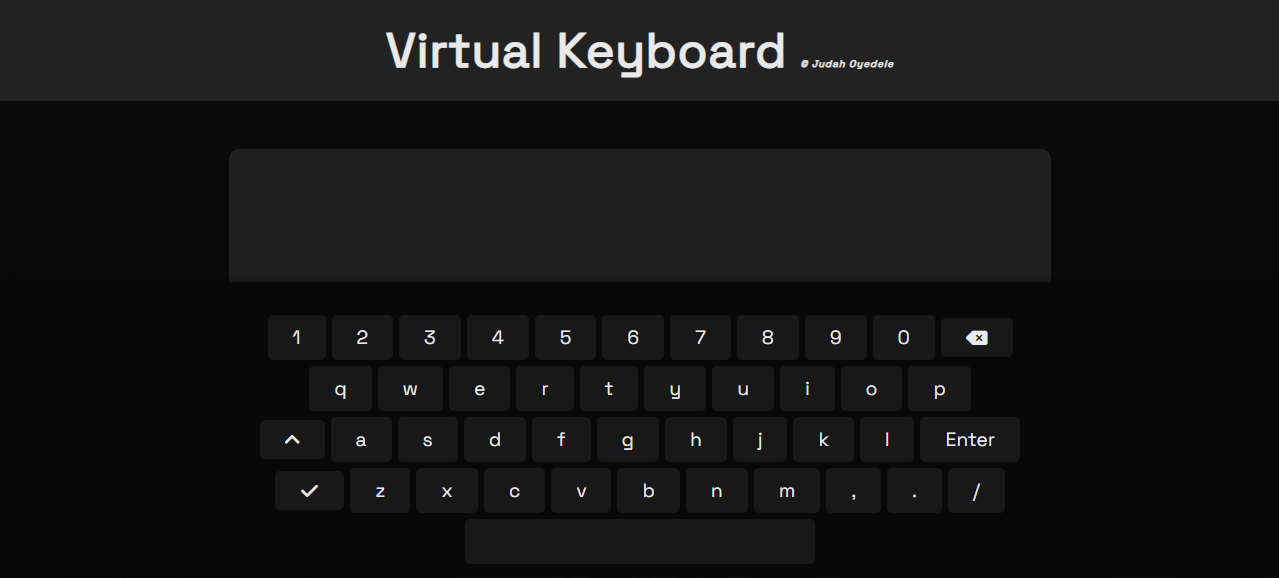 Virtual Keyboard © Judah Oyedele
1 2 3 4 5 6 7 8 9 0
q w e r t y u i o p
a s d f g h j k l Enter
z x c v b n m , . /